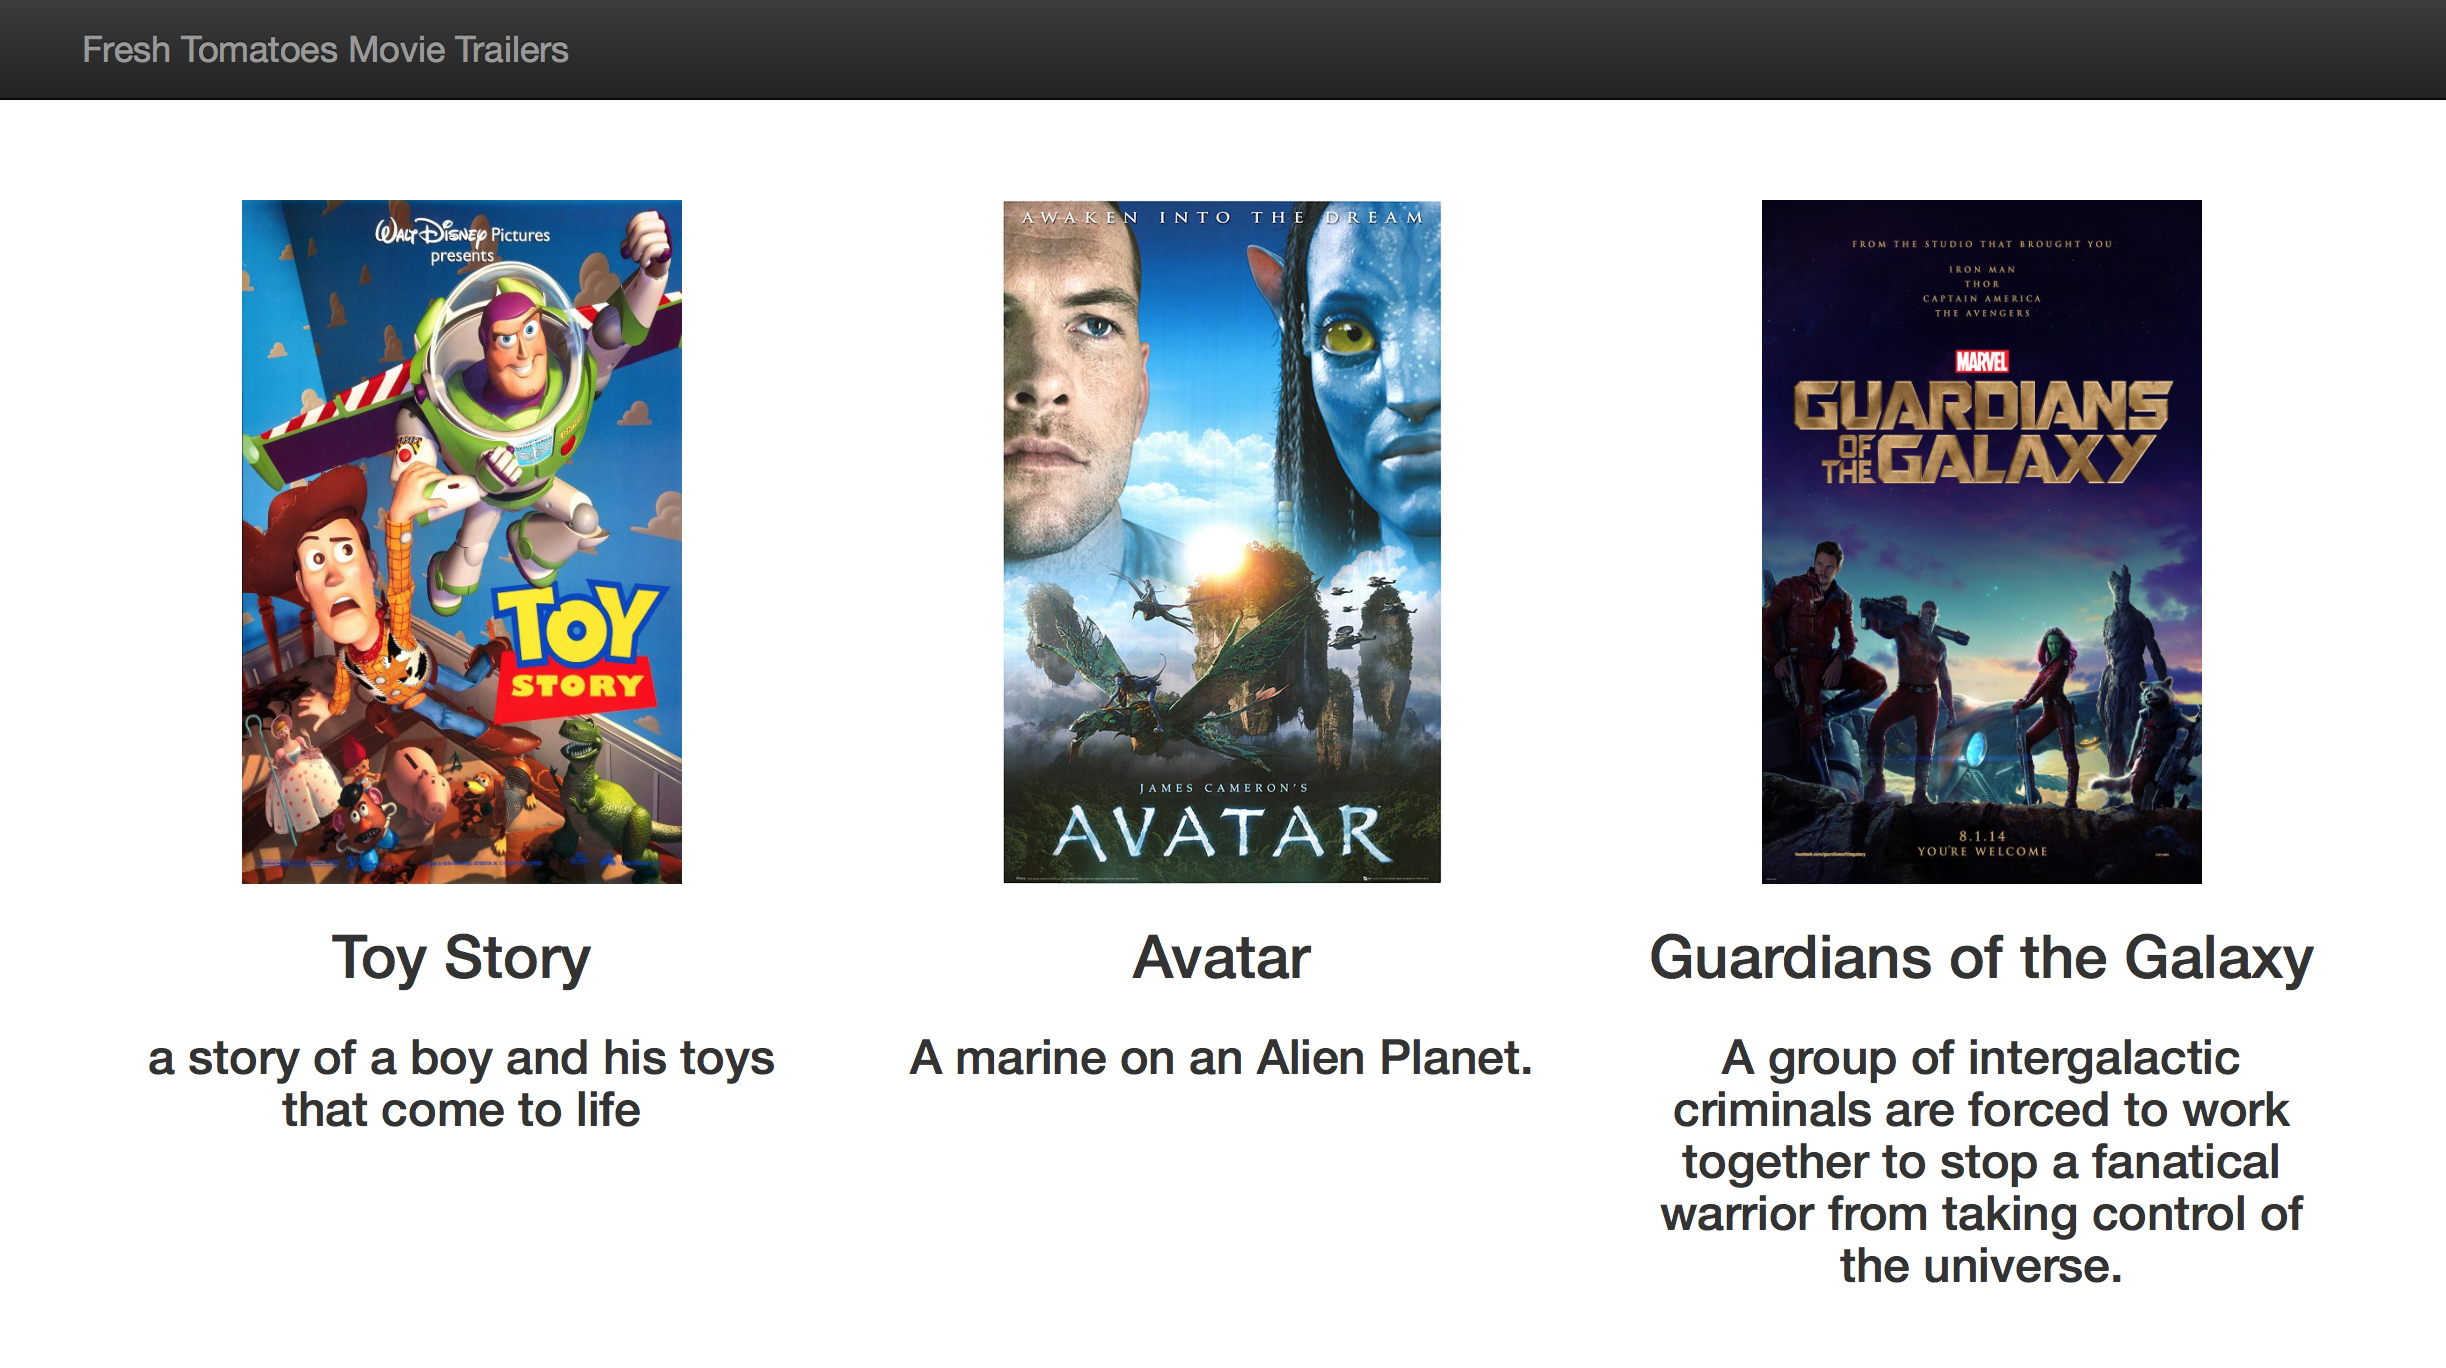 Fresh Tomatoes Movie Trailers
WALT DISNEY Pictures
presents
TOY
STORY
AWAKEN INTO THE DREAM
JAMES CAMERON'S
AVATAR
FROM THE STUDIO THAT BROUGHT YOU
IRON MAN
THOR
CAPTAIN AMERICA
THE AVENGERS
MARVEL
GUARDIANS
OF THE GALAXY
8.1.14
YOU'RE WELCOME
Toy Story
a story of a boy and his toys
that come to life
Avatar
A marine on an Alien Planet.
Guardians of the Galaxy
A group of intergalactic
criminals are forced to work
together to stop a fanatical
warrior from taking control of
the universe.